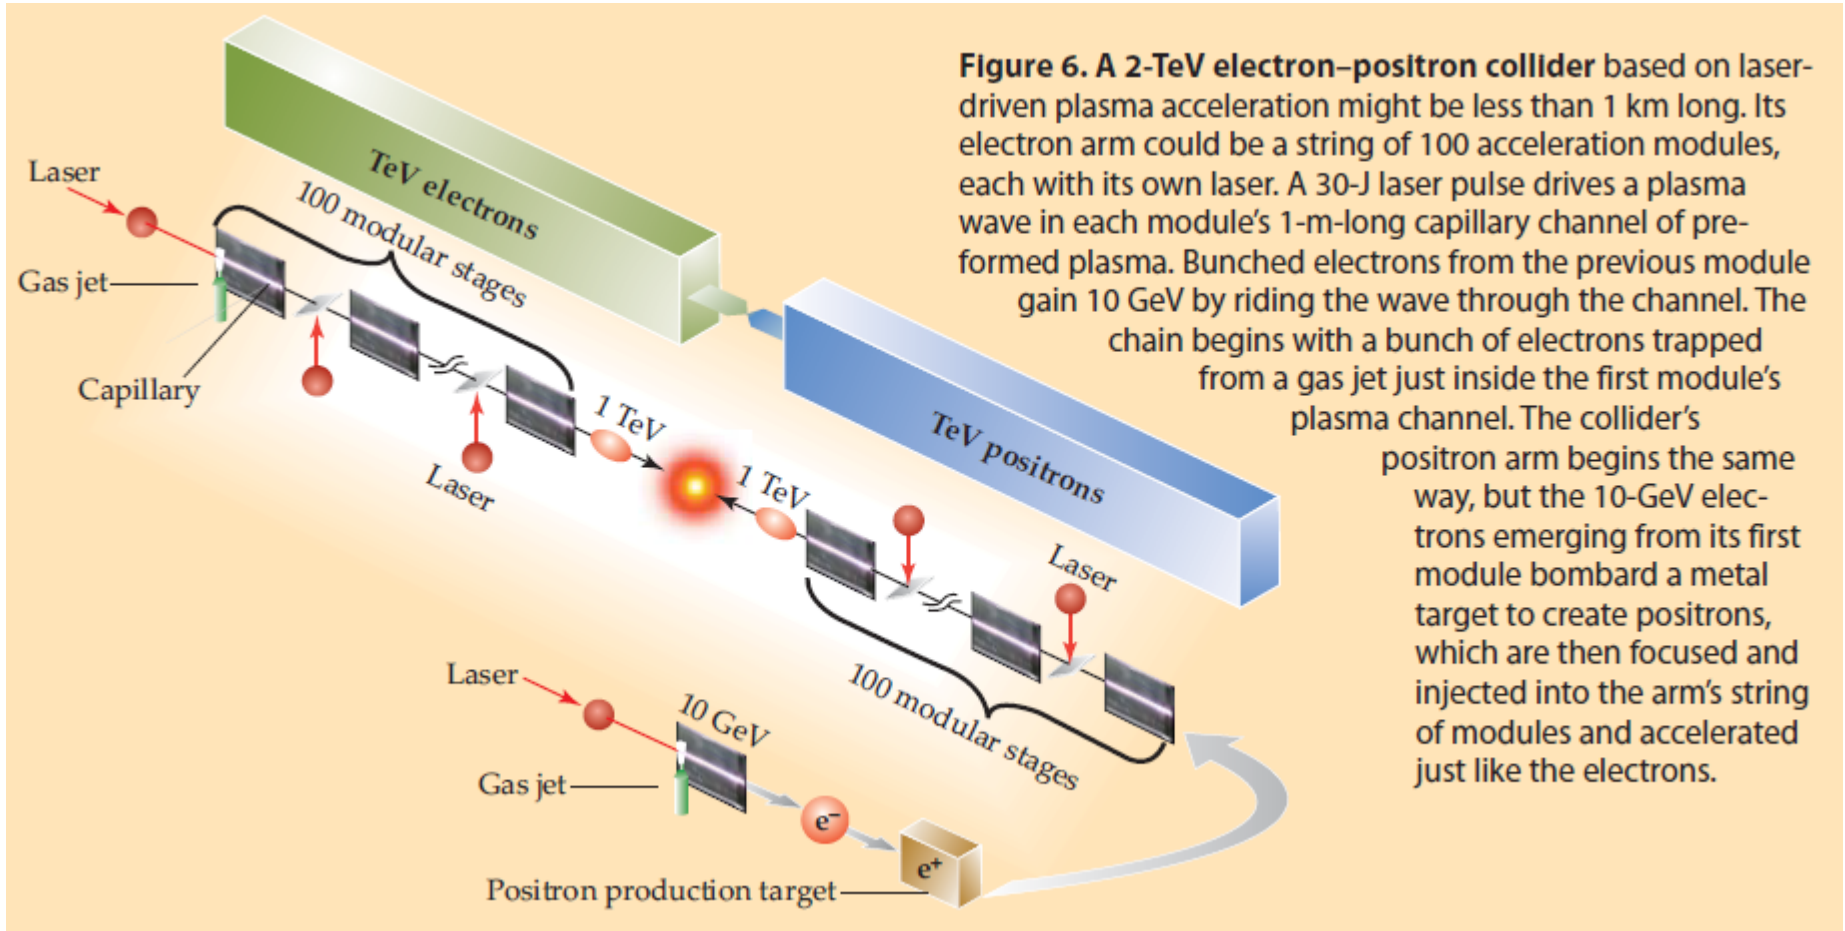 Figure 6. A 2-TeV electron–positron collider based on laser-
driven plasma acceleration might be less than 1 km long. Its
electron arm could be a string of 100 acceleration modules,
each with its own laser. A 30-J laser pulse drives a plasma
wave in each module's 1-m-long capillary channel of pre-
formed plasma. Bunched electrons from the previous module
gain 10 GeV by riding the wave through the channel. The
chain begins with a bunch of electrons trapped
from a gas jet just inside the first module's
plasma channel. The collider's
positron arm begins the same
way, but the 10-GeV elec-
trons emerging from its first
module bombard a metal
target to create positrons,
which are then focused and
injected into the arm's string
of modules and accelerated
just like the electrons.
TeV electrons
Laser
100 modular stages
Gas jet
Capillary
1 TeV
TeV positrons
Laser
1 TeV
Laser
100 modular stages
Laser
10 GeV
Gas jet
e⁻
e⁺
Positron production target